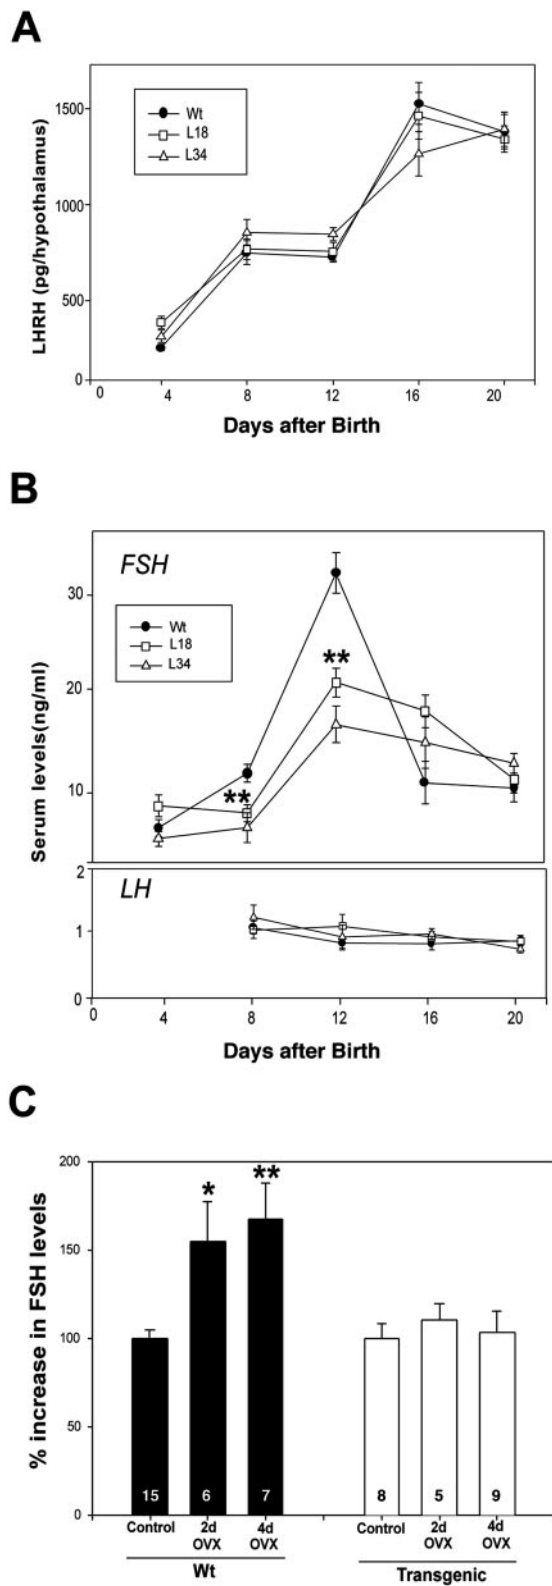 A
1500
1000
500
0
LHRH (pg/hypothalamus)
Wt
L18
L34
0 4 8 12 16 20
Days after Birth
B
FSH
30
20
10
Wt
L18
L34
**
**
Serum levels(ng/ml)
LH
2
1
0
0 4 8 12 16 20
Days after Birth
C
200
150
100
50
0
% increase in FSH levels
*
**
15 6 7 8 5 9
Control 2d OVX 4d OVX Control 2d OVX 4d OVX
Wt Transgenic